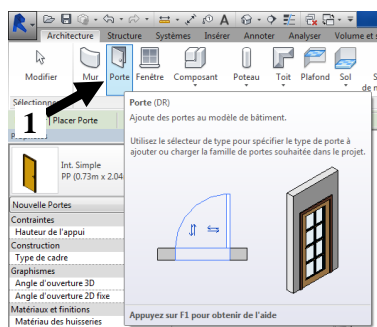 Architecture Structure Systèmes Insérer Annoter Analyser Volume et s
Modifier Mur Porte Fenêtre Composant Poteau Toit Plafond Sol
de m
Sélectionne
1
Placer Porte
Porte (DR)
Ajoute des portes au modèle de bâtiment.
Utilisez le sélecteur de type pour spécifier le type de porte à
ajouter ou charger la famille de portes souhaitée dans le projet.
Int. Simple
PP (0.73m x 2.04
Nouvelle Portes
Contraintes
Hauteur de l'appui
Construction
Type de cadre
Graphismes
Angle d'ouverture 3D
Angle d'ouverture 2D fixe
Matériaux et finitions
Matériau des huisseries
Appuyez sur F1 pour obtenir de l'aide